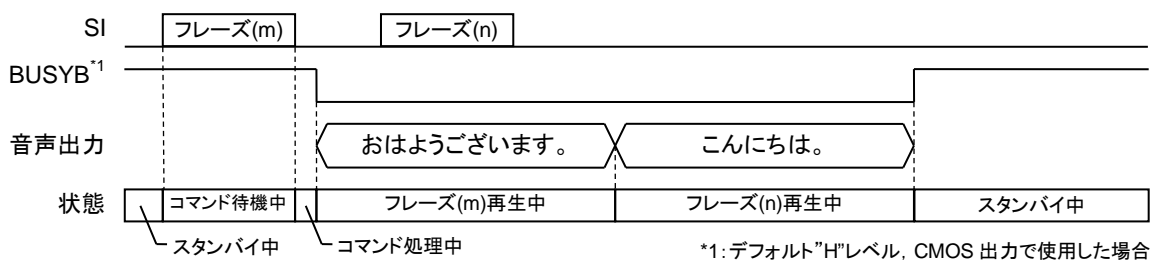 SI フレーズ(m) フレーズ(n)
BUSYB*1
音声出力 おはようございます。 こんにちは。
状態 コマンド待機中 フレーズ(m)再生中 フレーズ(n)再生中 スタンバイ中
スタンバイ中 コマンド処理中
*1:デフォルト”H”レベル, CMOS 出力で使用した場合